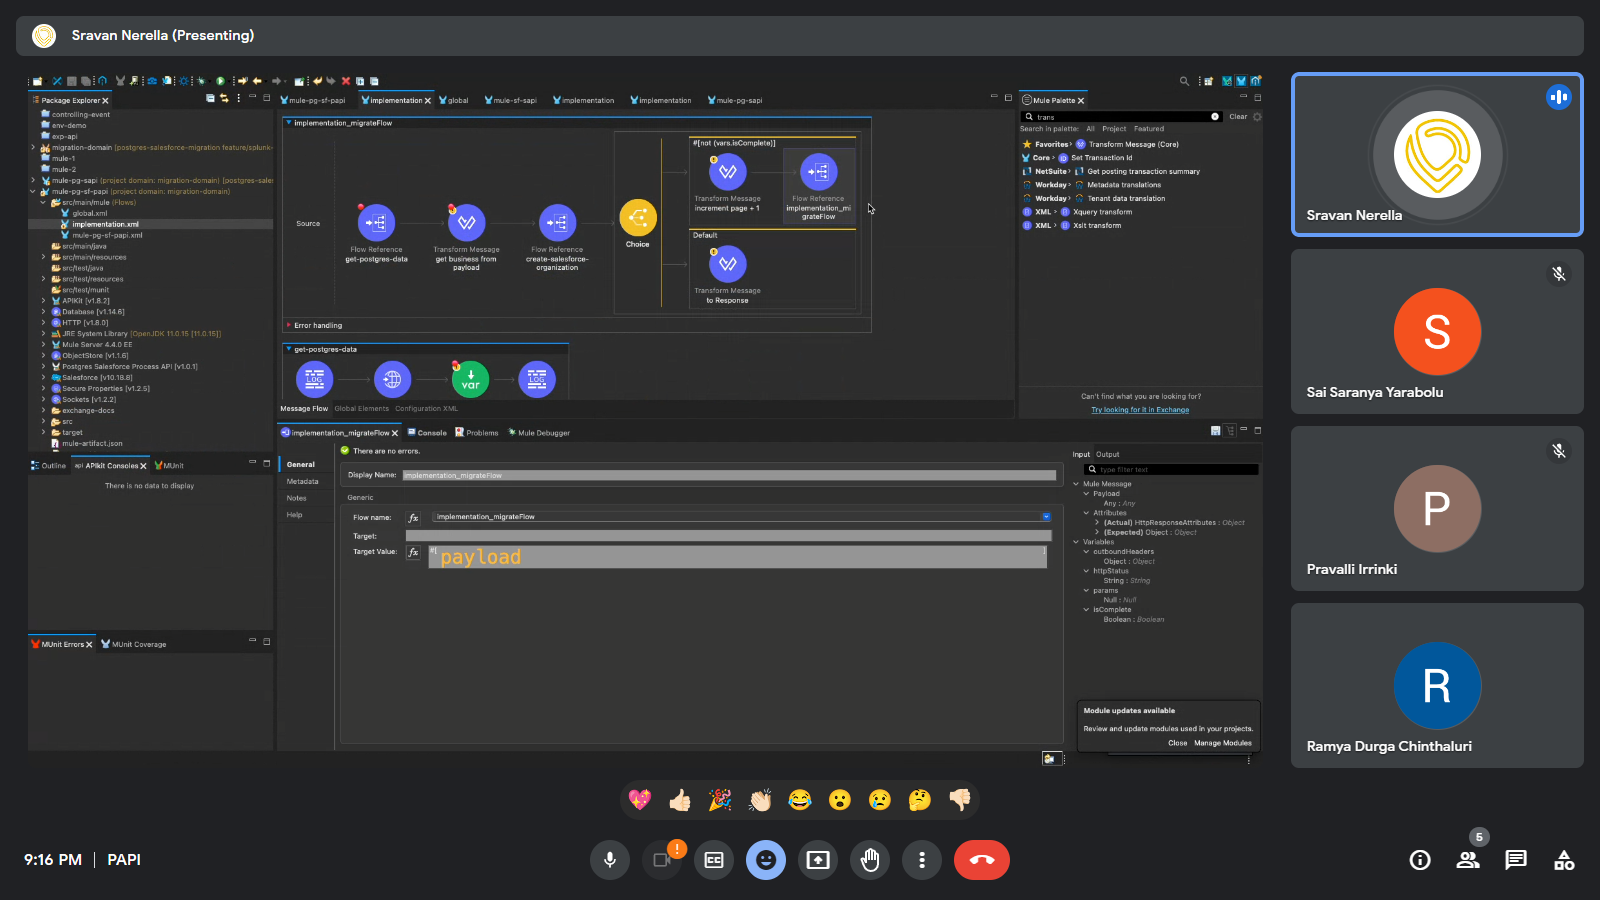 Sravan Nerella (Presenting)
Package Explorer
controlling-event
env-demo
exp-api
migration-domain [postgres-salesforce-migration feature/splunk-
mule-1
mule-2
mule-pg-sapi (project domain: migration-domain) [postgres-sales
mule-pg-sf-papi (project domain: migration-domain)
src/main/mule (Flows)
global.xml
implementation.xml
mule-pg-sf-papi.xml
src/main/java
src/main/resources
src/test/java
src/test/resources
src/test/munit
APIKit [v1.8.2]
Database [v1.14.6]
HTTP [v1.8.0]
JRE System Library [OpenJDK 11.0.15 [11.0.15]]
Mule Server 4.4.0 EE
ObjectStore [v1.1.6]
Postgres Salesforce Process API [v1.0.1]
Salesforce [v10.18.8]
Secure Properties [v1.2.5]
Sockets [v1.2.2]
exchange-docs
src
target
mule-artifact.json
Outline
api APIkit Consoles
MUnit
There is no data to display
MUnit Errors
MUnit Coverage
mule-pg-sf-papi
implementation
global
mule-sf-sapi
implementation
implementation
mule-pg-sapi
implementation_migrateFlow
Source
Flow Reference
get-postgres-data
Transform Message
get business from
payload
Flow Reference
create-salesforce-
organization
Choice
#[not (vars.isComplete)]
Transform Message
increment page + 1
Flow Reference
implementation_mi
grateFlow
Default
Transform Message
to Response
Error handling
get-postgres-data
LOG
var
LOG
Message Flow
Global Elements
Configuration XML
Mule Palette
trans
Clear
Search in palette:
All
Project
Featured
Favorites> Transform Message (Core)
Core> Set Transaction Id
NetSuite> Get posting transaction summary
Workday> Metadata translations
Workday> Tenant data translation
XML > Xquery transform
XML > Xslt transform
Can't find what you are looking for?
Try looking for it in Exchange
implementation_migrateFlow
Console
Problems
Mule Debugger
General
Metadata
Notes
Help
There are no errors.
Display Name: implementation_migrateFlow
Generic
Flow name: fx implementation_migrateFlow
Target:
Target Value: fx #[ payload ]
Input
Output
type filter text
Mule Message
Payload
Any : Any
Attributes
(Actual) HttpResponseAttributes : Object
(Expected) Object : Object
Variables
outboundHeaders
Object : Object
httpStatus
String : String
params
Null : Null
isComplete
Boolean : Boolean
Module updates available
Review and update modules used in your projects.
Close Manage Modules
Sravan Nerella
S
Sai Saranya Yarabolu
P
Pravalli Irrinki
R
Ramya Durga Chinthaluri
9:16 PM | PAPI
!
CC
5